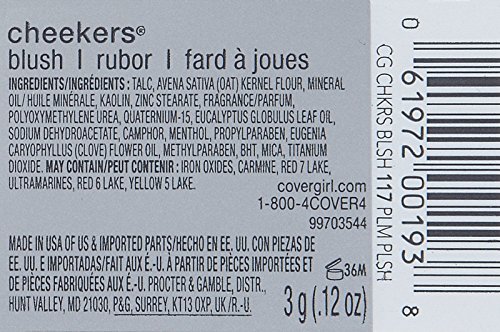 cheekers®
blush I rubor I fard à joues
INGREDIENTS/INGRÉDIENTS : TALC, AVENA SATIVA (OAT) KERNEL FLOUR, MINERAL
OIL/ HUILE MINÉRALE, KAOLIN, ZINC STEARATE, FRAGRANCE/PARFUM,
POLYOXYMETHYLENE UREA, QUATERNIUM-15, EUCALYPTUS GLOBULUS LEAF OIL,
SODIUM DEHYDROACETATE, CAMPHOR, MENTHOL, PROPYLPARABEN, EUGENIA
CARYOPHYLLUS (CLOVE) FLOWER OIL, METHYLPARABEN, BHT, MICA, TITANIUM
DIOXIDE. MAY CONTAIN/PEUT CONTENIR : IRON OXIDES, CARMINE, RED 7 LAKE,
ULTRAMARINES, RED 6 LAKE, YELLOW 5 LAKE.
covergirl.com
1-800-4COVER4
99703544
MADE IN USA OF US & IMPORTED PARTS/HECHO EN EE. UU. CON PIEZAS DE
EE. UU. E IMPORTADAS/FAIT AUX É.-U. À PARTIR DE PIÈCES IMPORTÉES ET
DE PIÈCES FABRIQUÉES AUX É.-U. PROCTER & GAMBLE, DISTR.,
HUNT VALLEY, MD 21030, P&G, SURREY, KT13 0XP, UK/R.-U.
36M
3 g (.12 oz)
CG CHKRS BLSH 117 PLM PLSH
0 61972 00193 8